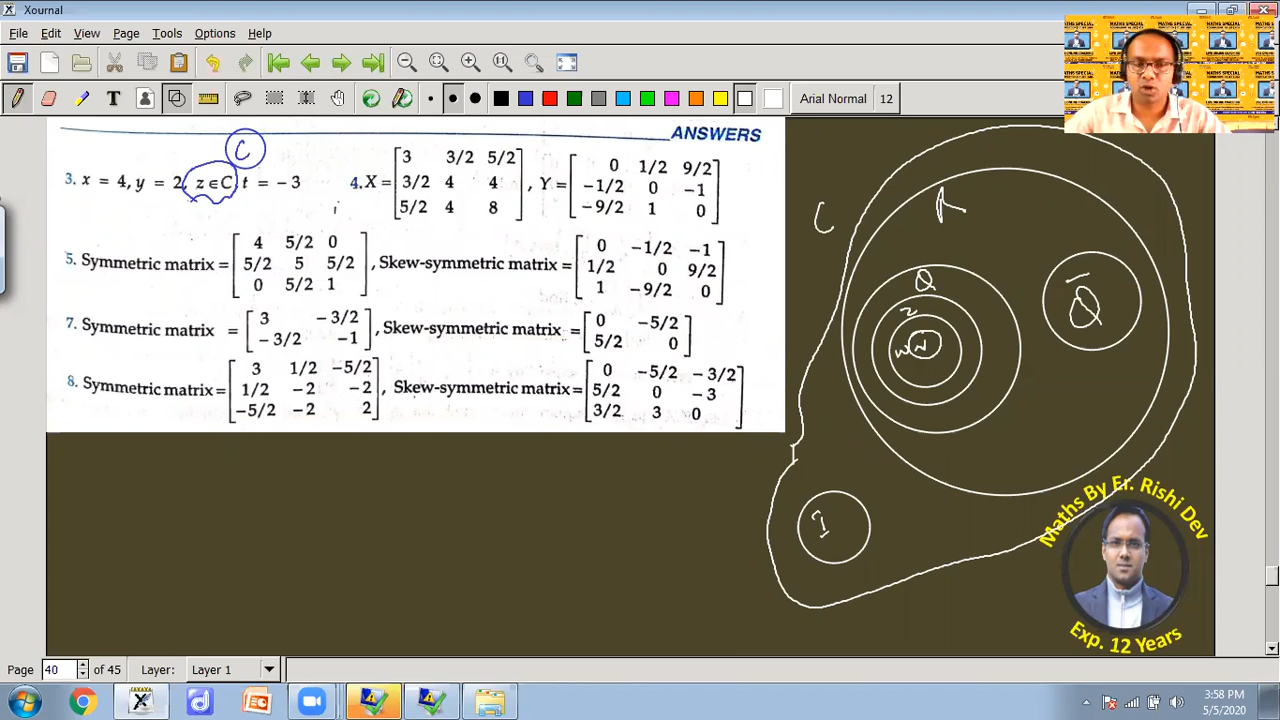 Xournal
File Edit View Page Tools Options Help
Arial Normal 12
ANSWERS
C
3. x = 4, y = 2, z ∈ C t = – 3
4. X = [3 3/2 5/2
3/2 4 4
5/2 4 8], Y = [0 1/2 9/2
–1/2 0 –1
–9/2 1 0]
5. Symmetric matrix = [4 5/2 0
5/2 5 5/2
0 5/2 1], Skew-symmetric matrix = [0 –1/2 –1
1/2 0 9/2
1 –9/2 0]
7. Symmetric matrix = [3 – 3/2
– 3/2 –1], Skew-symmetric matrix = [0 –5/2
5/2 0]
8. Symmetric matrix = [3 1/2 –5/2
1/2 –2 –2
–5/2 –2 2], Skew-symmetric matrix = [0 –5/2 – 3/2
5/2 0 – 3
3/2 3 0]
C
R
Q
Z
W N
Q̄
I
Maths By Er. Rishi Dev
Exp. 12 Years
Page 40 of 45 Layer: Layer 1
3:58 PM
5/5/2020